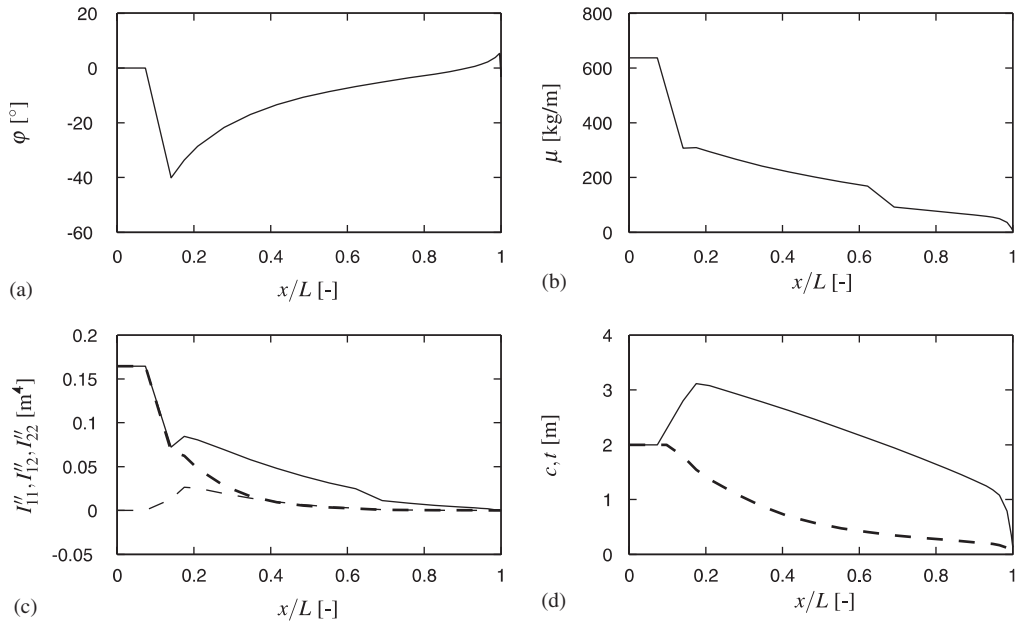 20
0
-20
-40
-60
φ [°]
0 0.2 0.4 0.6 0.8 1
x/L [-]
(a)
800
600
400
200
0
μ [kg/m]
0 0.2 0.4 0.6 0.8 1
x/L [-]
(b)
0.2
0.15
0.1
0.05
0
-0.05
I″₁₁, I″₁₂, I″₂₂ [m⁴]
0 0.2 0.4 0.6 0.8 1
x/L [-]
(c)
4
3
2
1
0
c, t [m]
0 0.2 0.4 0.6 0.8 1
x/L [-]
(d)